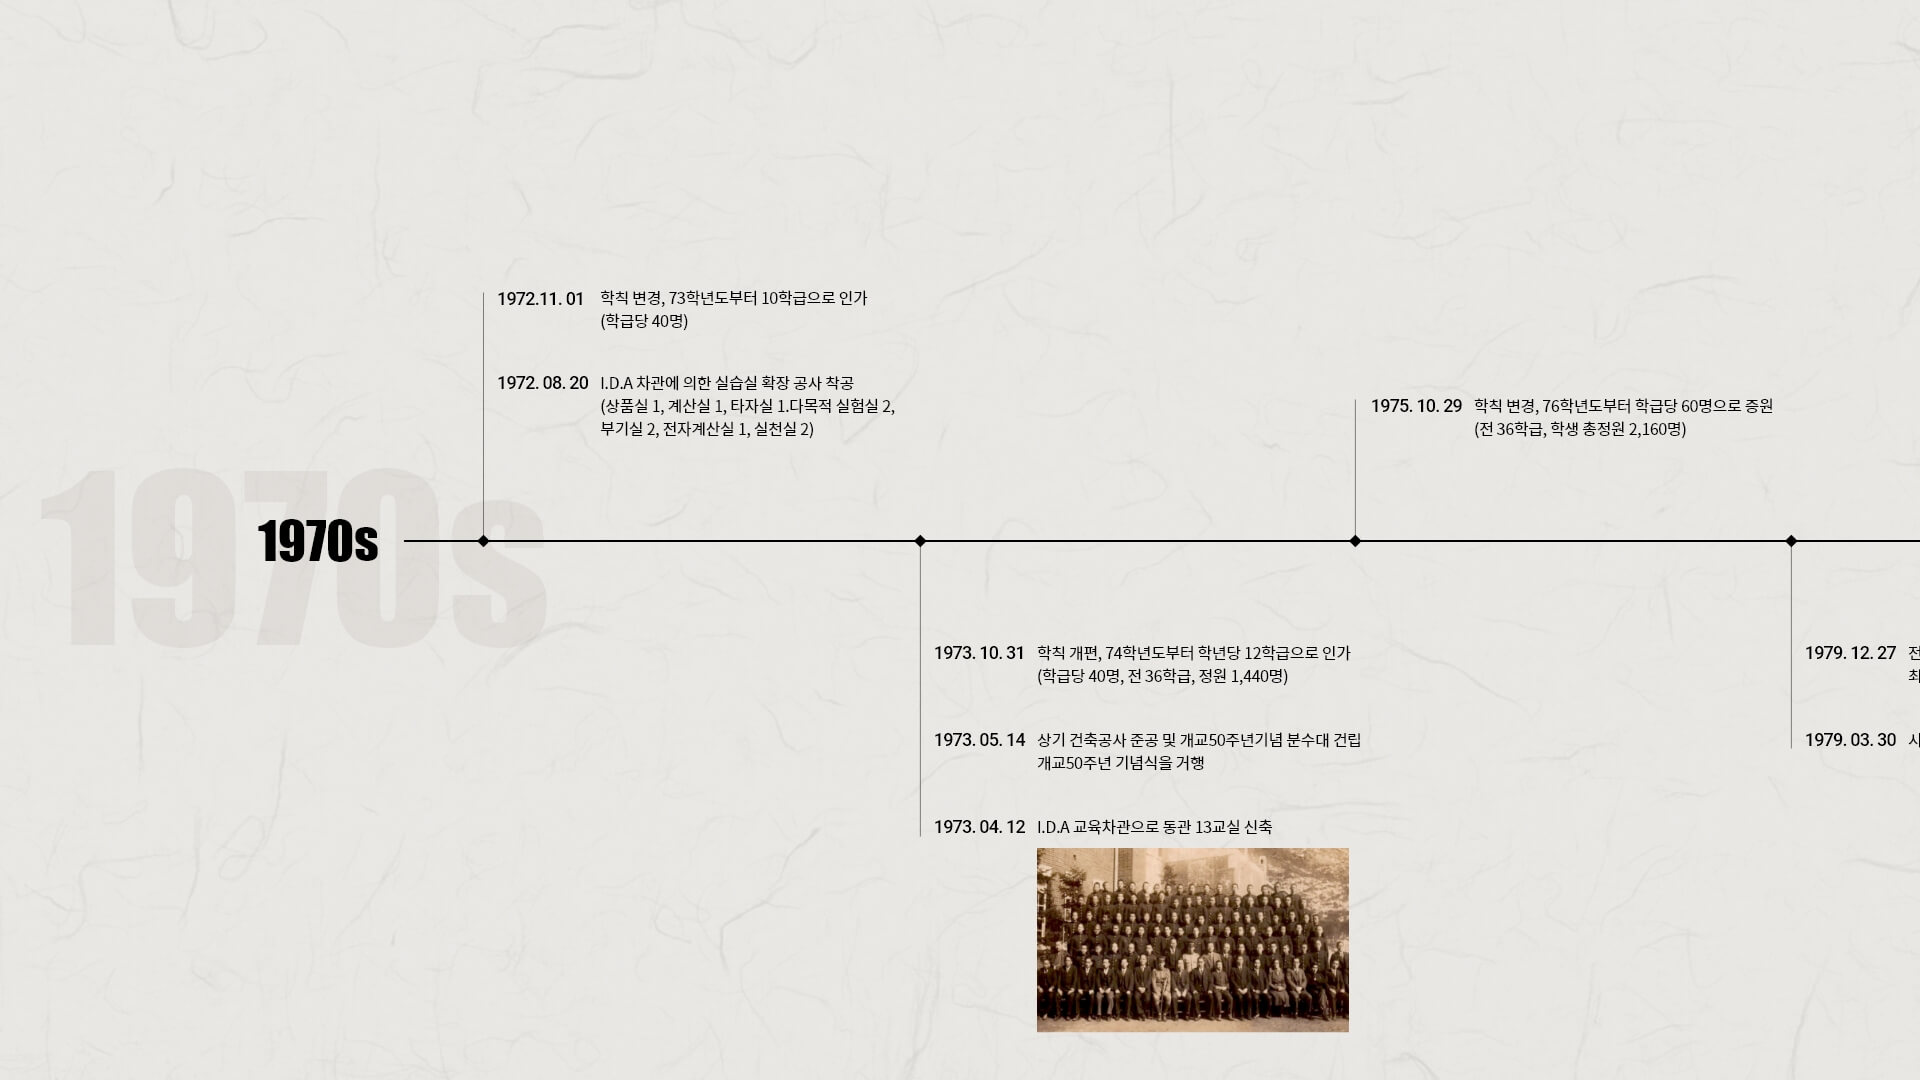 1970s
1970s
1972.11. 01 학칙 변경, 73학년도부터 10학급으로 인가
(학급당 40명)
1972. 08. 20 I.D.A 차관에 의한 실습실 확장 공사 착공
(상품실 1, 계산실 1, 타자실 1.다목적 실험실 2,
부기실 2, 전자계산실 1, 실천실 2)
1973. 10. 31 학칙 개편, 74학년도부터 학년당 12학급으로 인가
(학급당 40명, 전 36학급, 정원 1,440명)
1973. 05. 14 상기 건축공사 준공 및 개교50주년기념 분수대 건립
개교50주년 기념식을 거행
1973. 04. 12 I.D.A 교육차관으로 동관 13교실 신축
1975. 10. 29 학칙 변경, 76학년도부터 학급당 60명으로 증원
(전 36학급, 학생 총정원 2,160명)
1979. 12. 27
1979. 03. 30